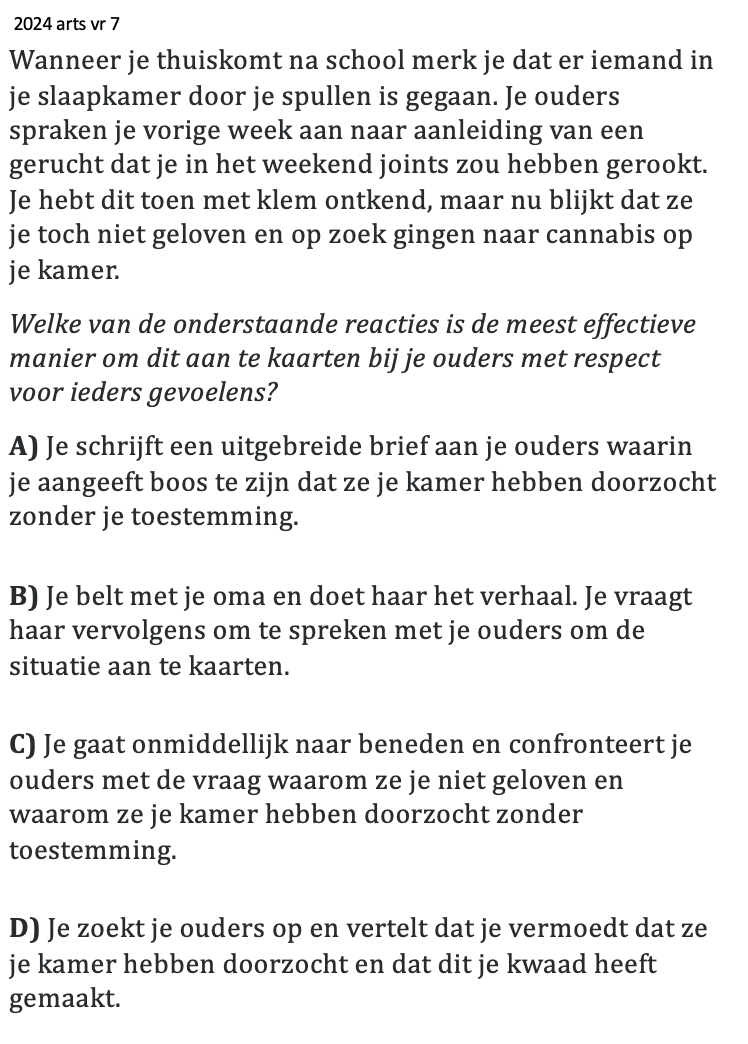 2024 arts vr 7
Wanneer je thuiskomt na school merk je dat er iemand in
je slaapkamer door je spullen is gegaan. Je ouders
spraken je vorige week aan naar aanleiding van een
gerucht dat je in het weekend joints zou hebben gerookt.
Je hebt dit toen met klem ontkend, maar nu blijkt dat ze
je toch niet geloven en op zoek gingen naar cannabis op
je kamer.
Welke van de onderstaande reacties is de meest effectieve
manier om dit aan te kaarten bij je ouders met respect
voor ieders gevoelens?
A) Je schrijft een uitgebreide brief aan je ouders waarin
je aangeeft boos te zijn dat ze je kamer hebben doorzocht
zonder je toestemming.
B) Je belt met je oma en doet haar het verhaal. Je vraagt
haar vervolgens om te spreken met je ouders om de
situatie aan te kaarten.
C) Je gaat onmiddellijk naar beneden en confronteert je
ouders met de vraag waarom ze je niet geloven en
waarom ze je kamer hebben doorzocht zonder
toestemming.
D) Je zoekt je ouders op en vertelt dat je vermoedt dat ze
je kamer hebben doorzocht en dat dit je kwaad heeft
gemaakt.